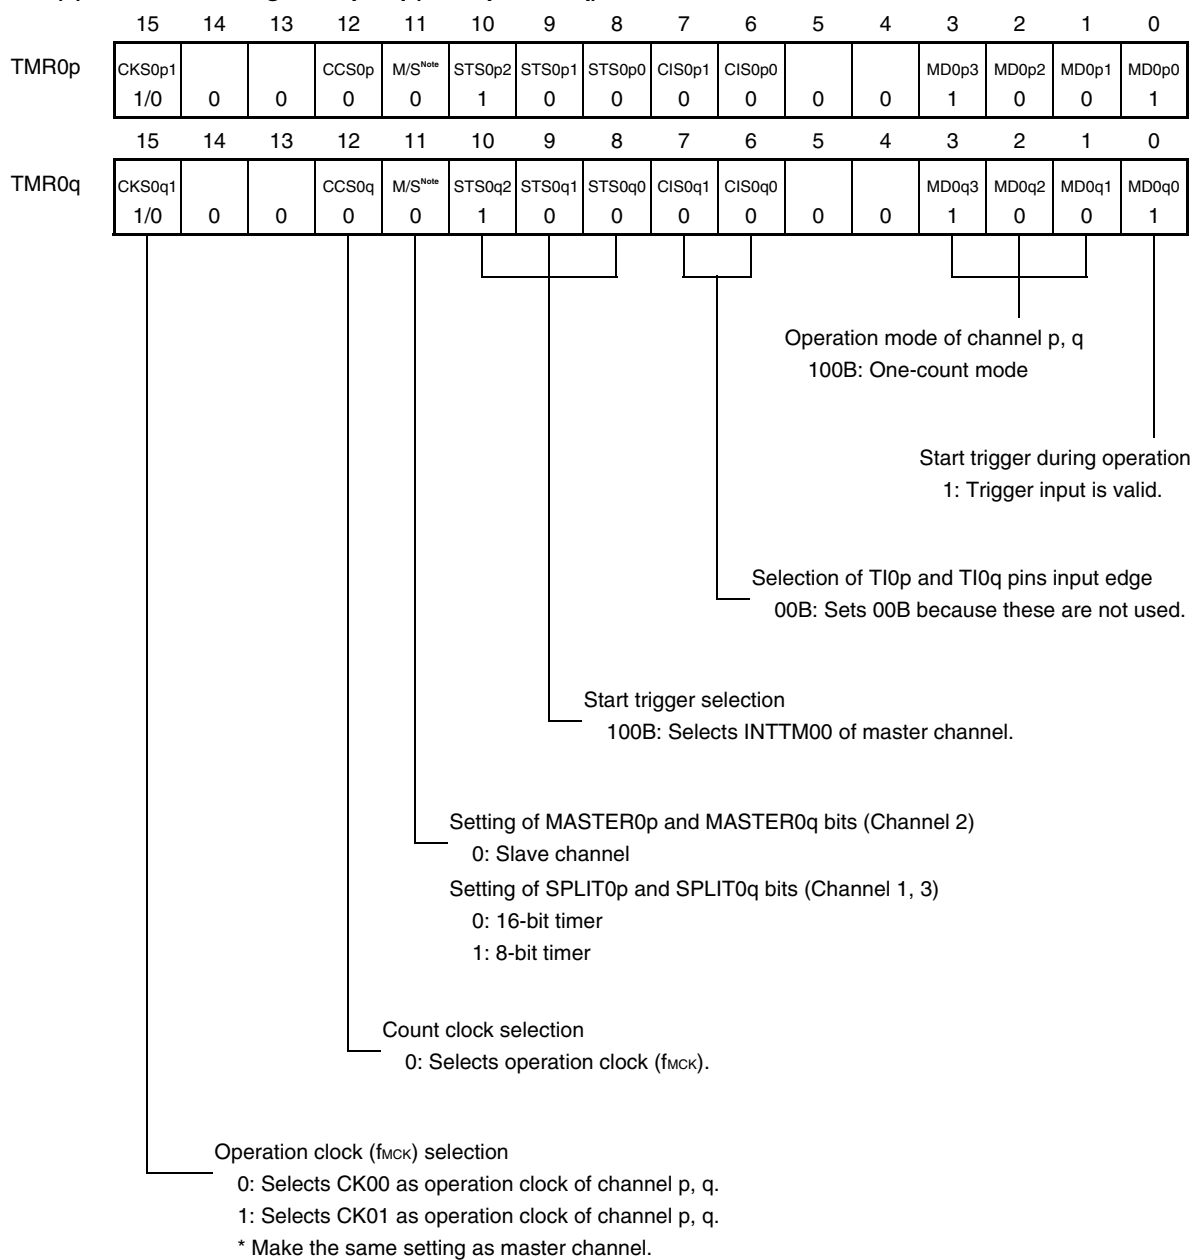 15 14 13 12 11 10 9 8 7 6 5 4 3 2 1 0
TMR0p CKS0p1 CCS0p M/SNote STS0p2 STS0p1 STS0p0 CIS0p1 CIS0p0 MD0p3 MD0p2 MD0p1 MD0p0
1/0 0 0 0 0 1 0 0 0 0 0 0 1 0 0 1
15 14 13 12 11 10 9 8 7 6 5 4 3 2 1 0
TMR0q CKS0q1 CCS0q M/SNote STS0q2 STS0q1 STS0q0 CIS0q1 CIS0q0 MD0q3 MD0q2 MD0q1 MD0q0
1/0 0 0 0 0 1 0 0 0 0 0 0 1 0 0 1
Operation mode of channel p, q
100B: One-count mode
Start trigger during operation
1: Trigger input is valid.
Selection of TI0p and TI0q pins input edge
00B: Sets 00B because these are not used.
Start trigger selection
100B: Selects INTTM00 of master channel.
Setting of MASTER0p and MASTER0q bits (Channel 2)
0: Slave channel
Setting of SPLIT0p and SPLIT0q bits (Channel 1, 3)
0: 16-bit timer
1: 8-bit timer
Count clock selection
0: Selects operation clock (fMCK).
Operation clock (fMCK) selection
0: Selects CK00 as operation clock of channel p, q.
1: Selects CK01 as operation clock of channel p, q.
* Make the same setting as master channel.